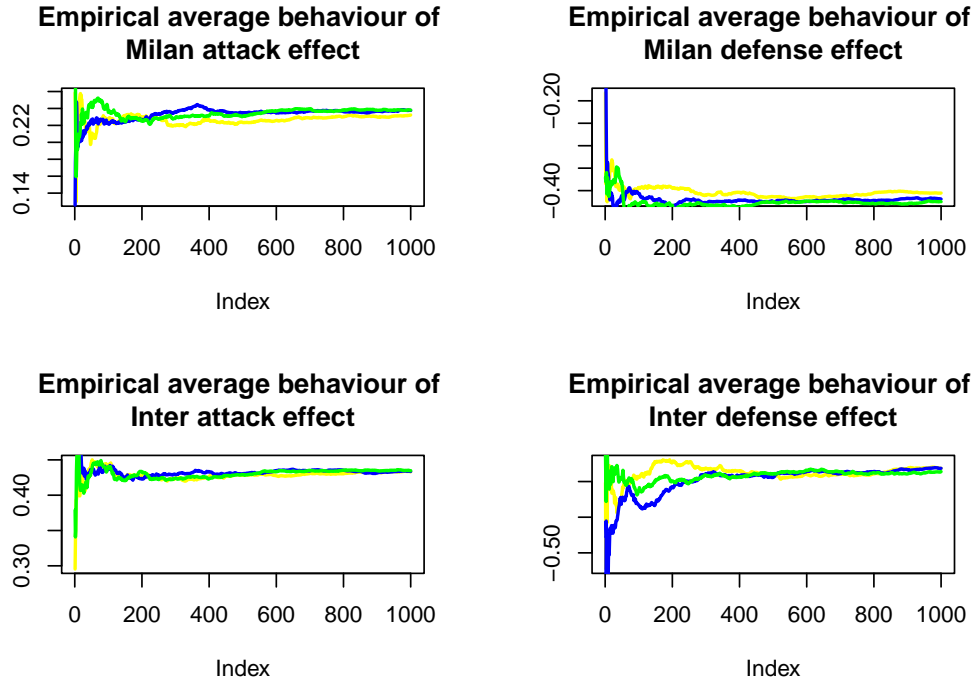 Empirical average behaviour of
Milan attack effect
0.22
0.14
0 200 400 600 800 1000
Index
Empirical average behaviour of
Milan defense effect
−0.20
−0.40
0 200 400 600 800 1000
Index
Empirical average behaviour of
Inter attack effect
0.40
0.30
0 200 400 600 800 1000
Index
Empirical average behaviour of
Inter defense effect
−0.50
0 200 400 600 800 1000
Index